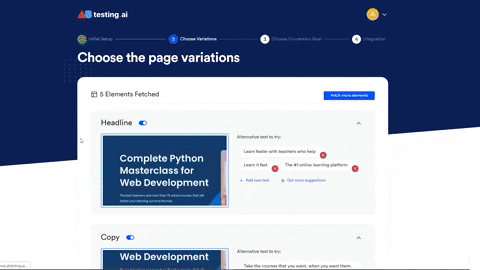 AB testing.ai
Initial Setup
2 Choose Variations
3 Choose Conversion Goal
4 Integration
Choose the page variations
5 Elements Fetched
Fetch more elements
Headline
Alternative text to try:
Learn faster with teachers who help
Learn it fast
The #1 online learning platform
+ Add new text
Get more suggestions
Complete Python
Masterclass for
Web Development
Copy
Alternative text to try:
Web Development
Take the courses that you want, when you want them.